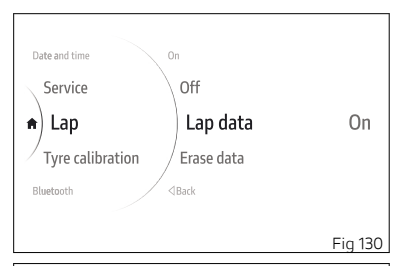 Date and time On
Service Off
Lap Lap data On
Tyre calibration Erase data
Bluetooth Back
Fig 130